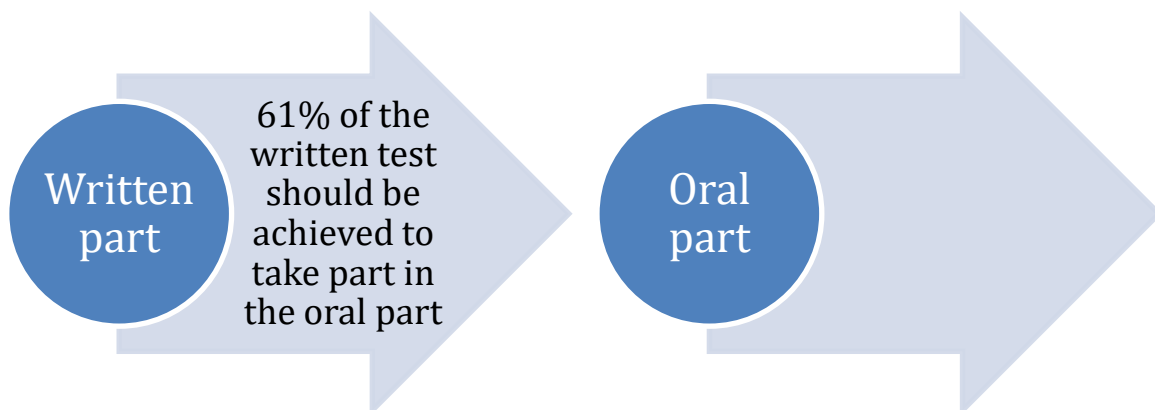 Written
part
61% of the
written test
should be
achieved to
take part in
the oral part
Oral
part